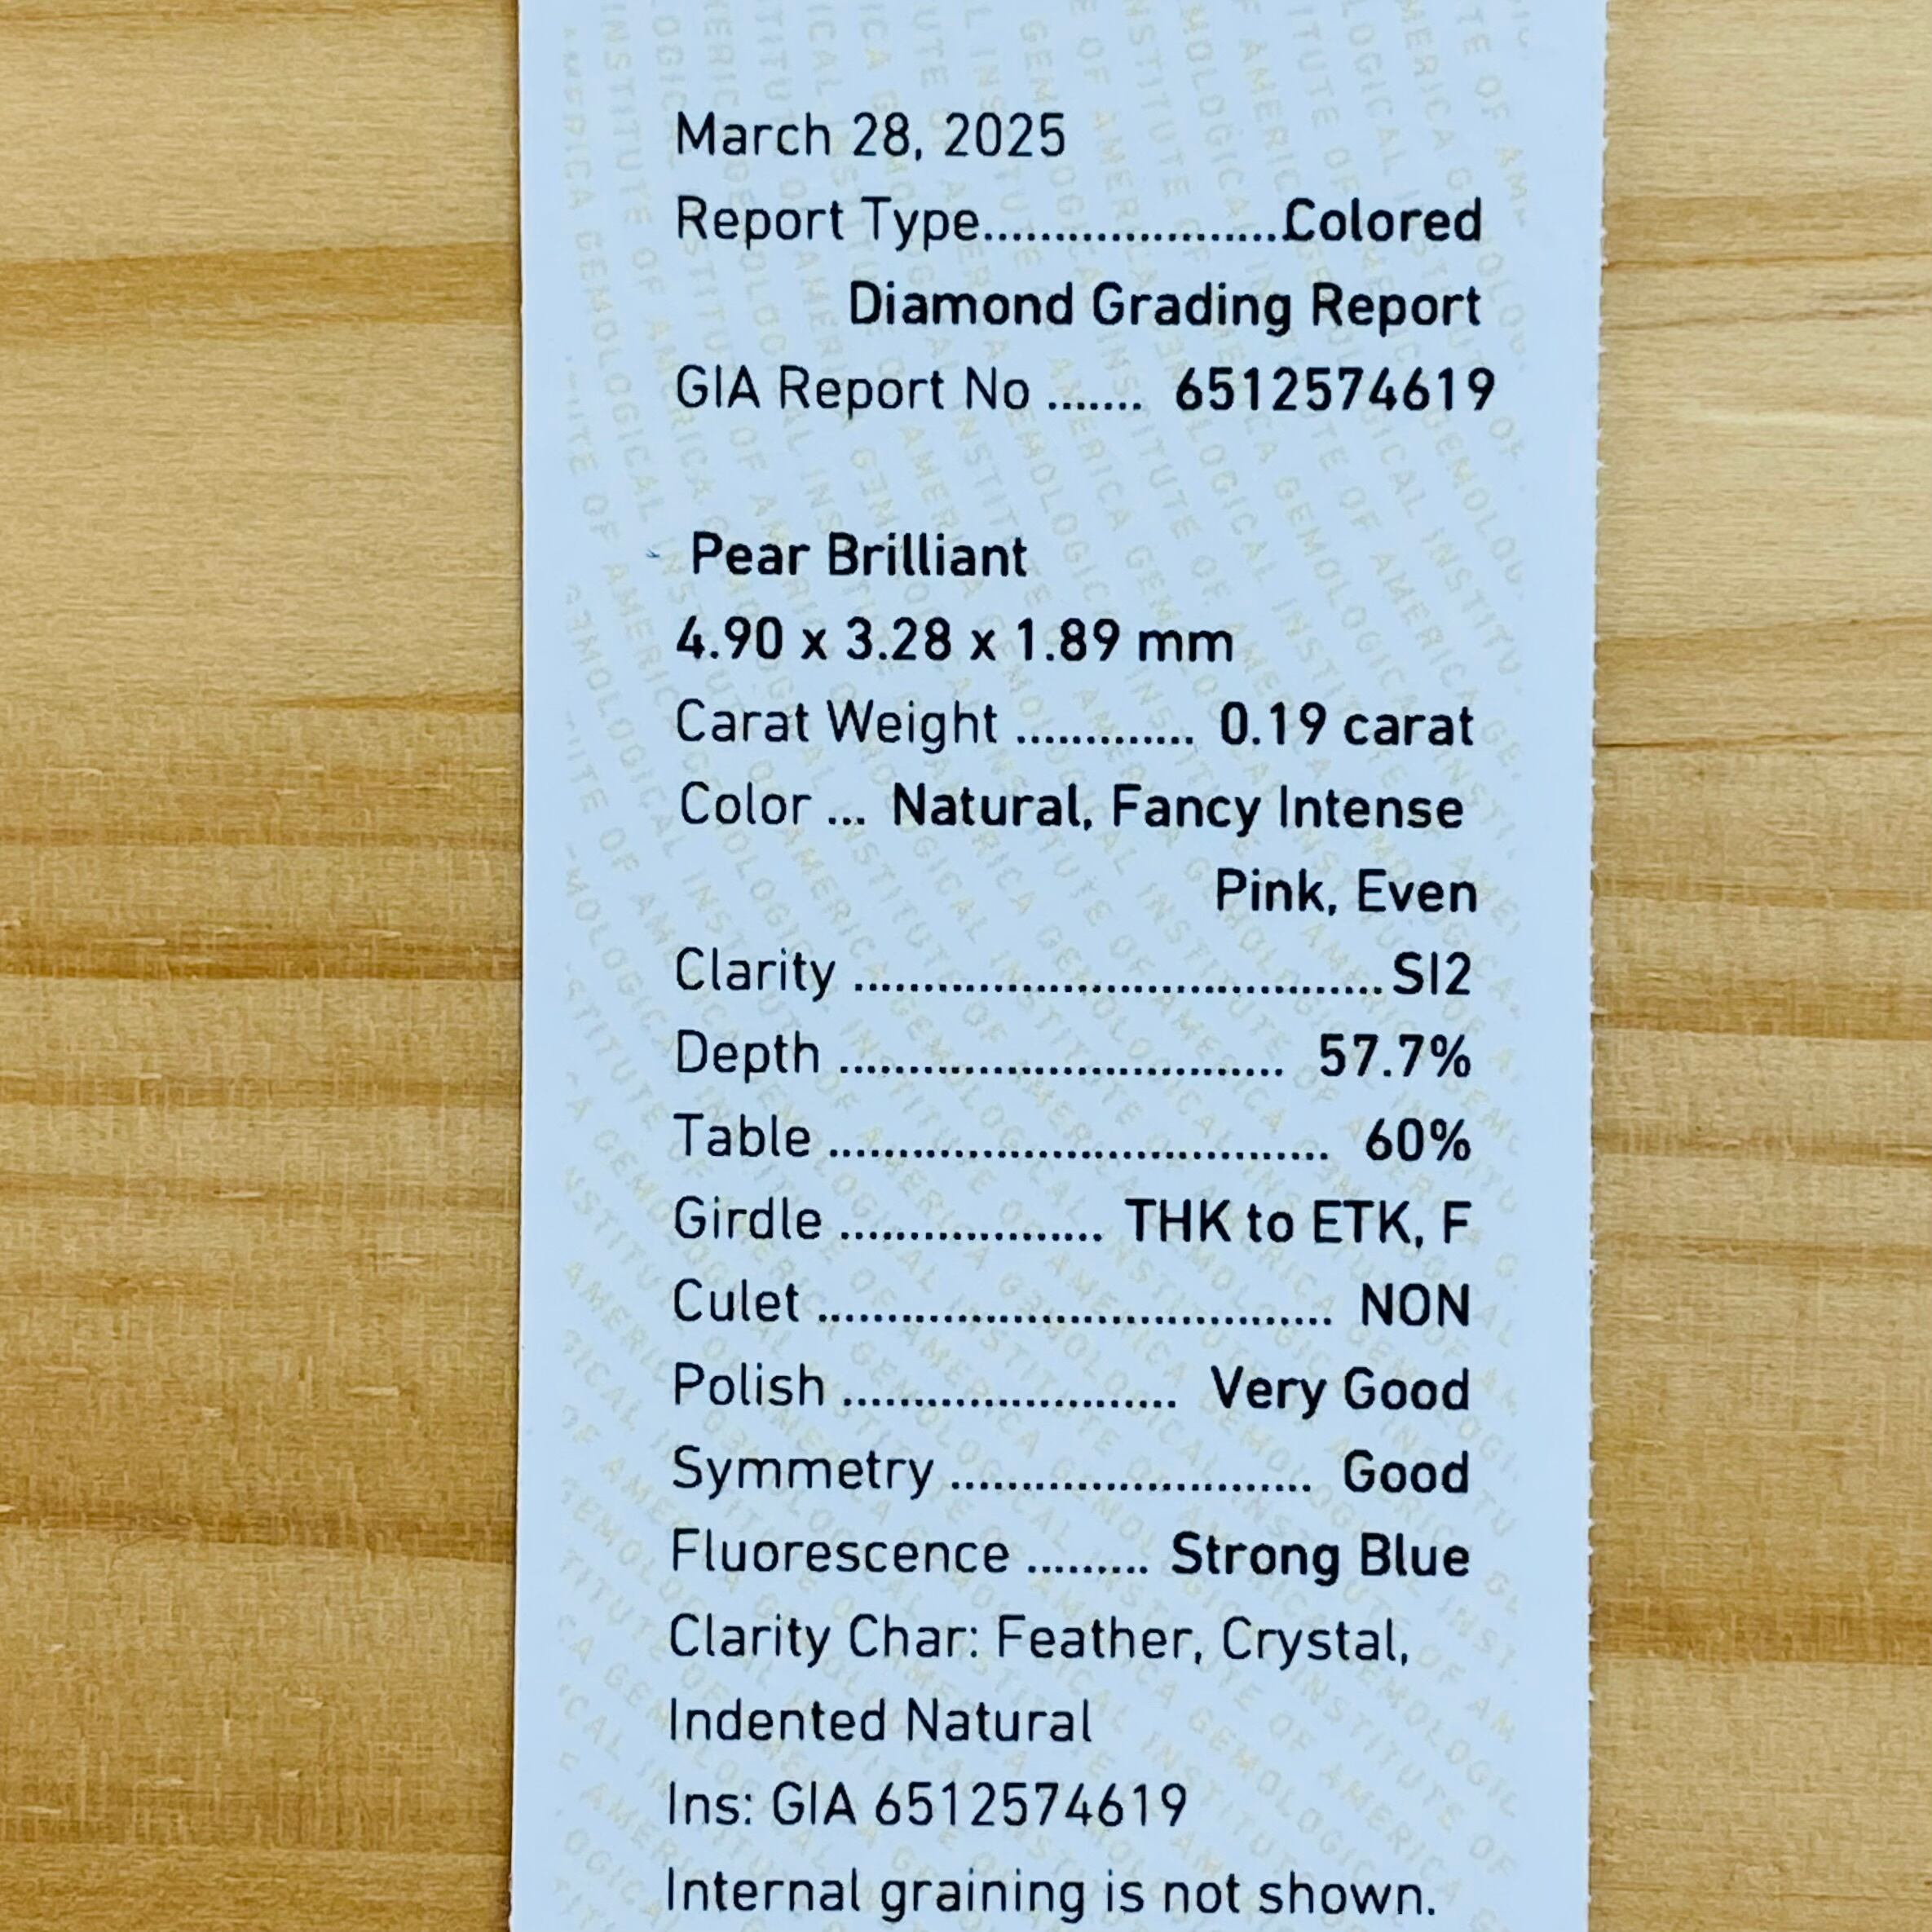 March 28, 2025
Report Type......................Colored
Diamond Grading Report
GIA Report No ....... 6512574619
Pear Brilliant
4.90 x 3.28 x 1.89 mm
Carat Weight ............. 0.19 carat
Color ... Natural, Fancy Intense
Pink, Even
Clarity ......................................SI2
Depth ................................ 57.7%
Table .................................... 60%
Girdle ................... THK to ETK, F
Culet ..................................... NON
Polish ........................ Very Good
Symmetry .......................... Good
Fluorescence ......... Strong Blue
Clarity Char: Feather, Crystal,
Indented Natural
Ins: GIA 6512574619
Internal graining is not shown.